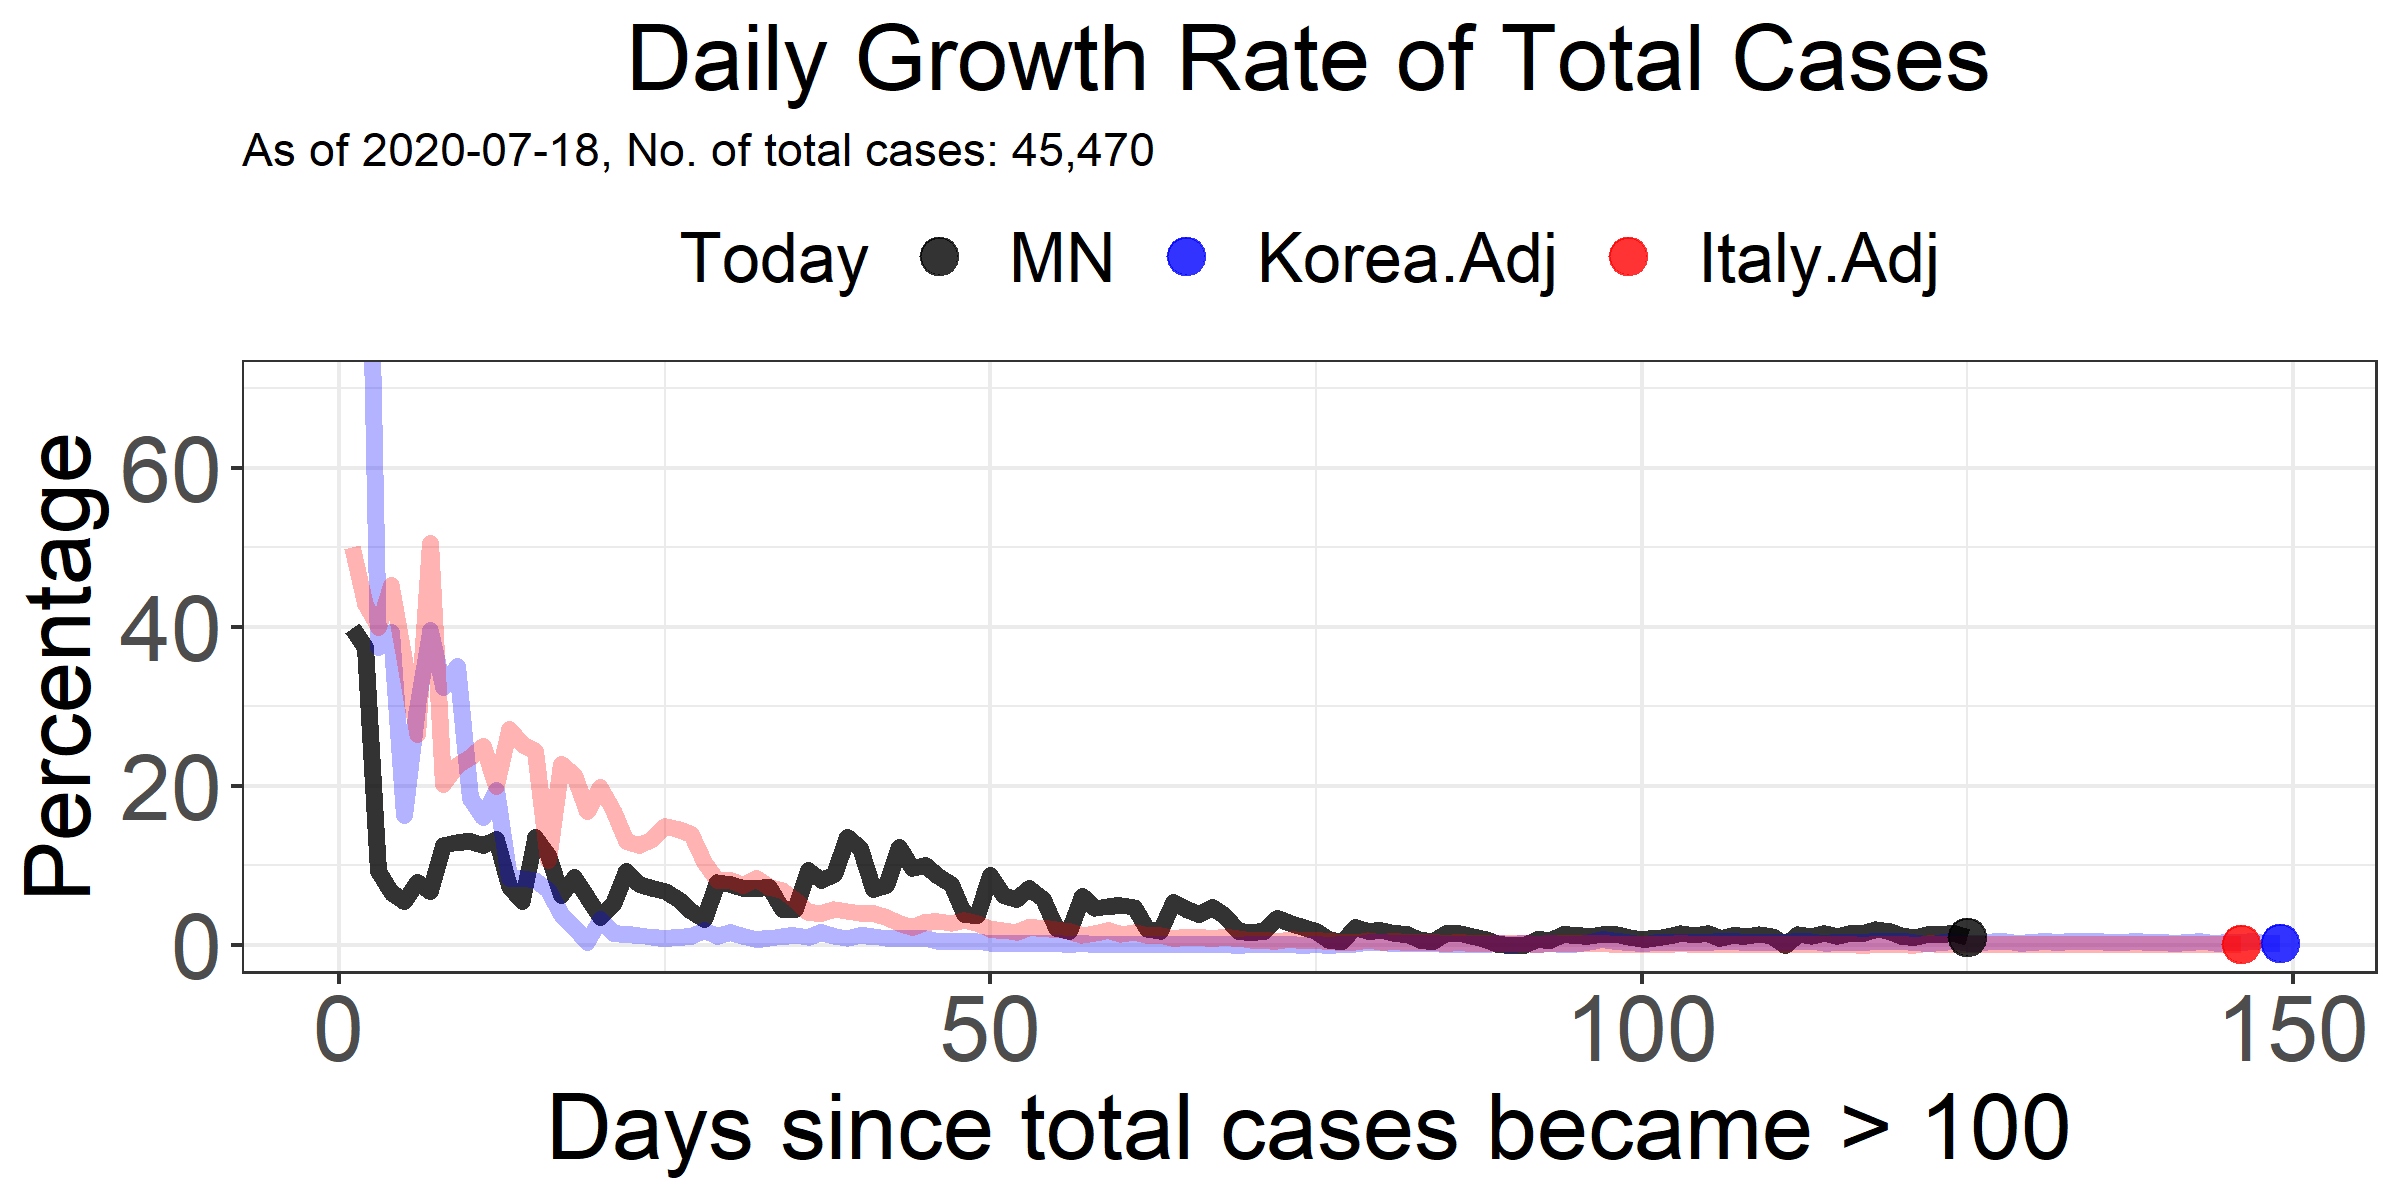 Daily Growth Rate of Total Cases
As of 2020-07-18, No. of total cases: 45,470
Today MN Korea.Adj Italy.Adj
Percentage
60
40
20
0
0 50 100 150
Days since total cases became > 100